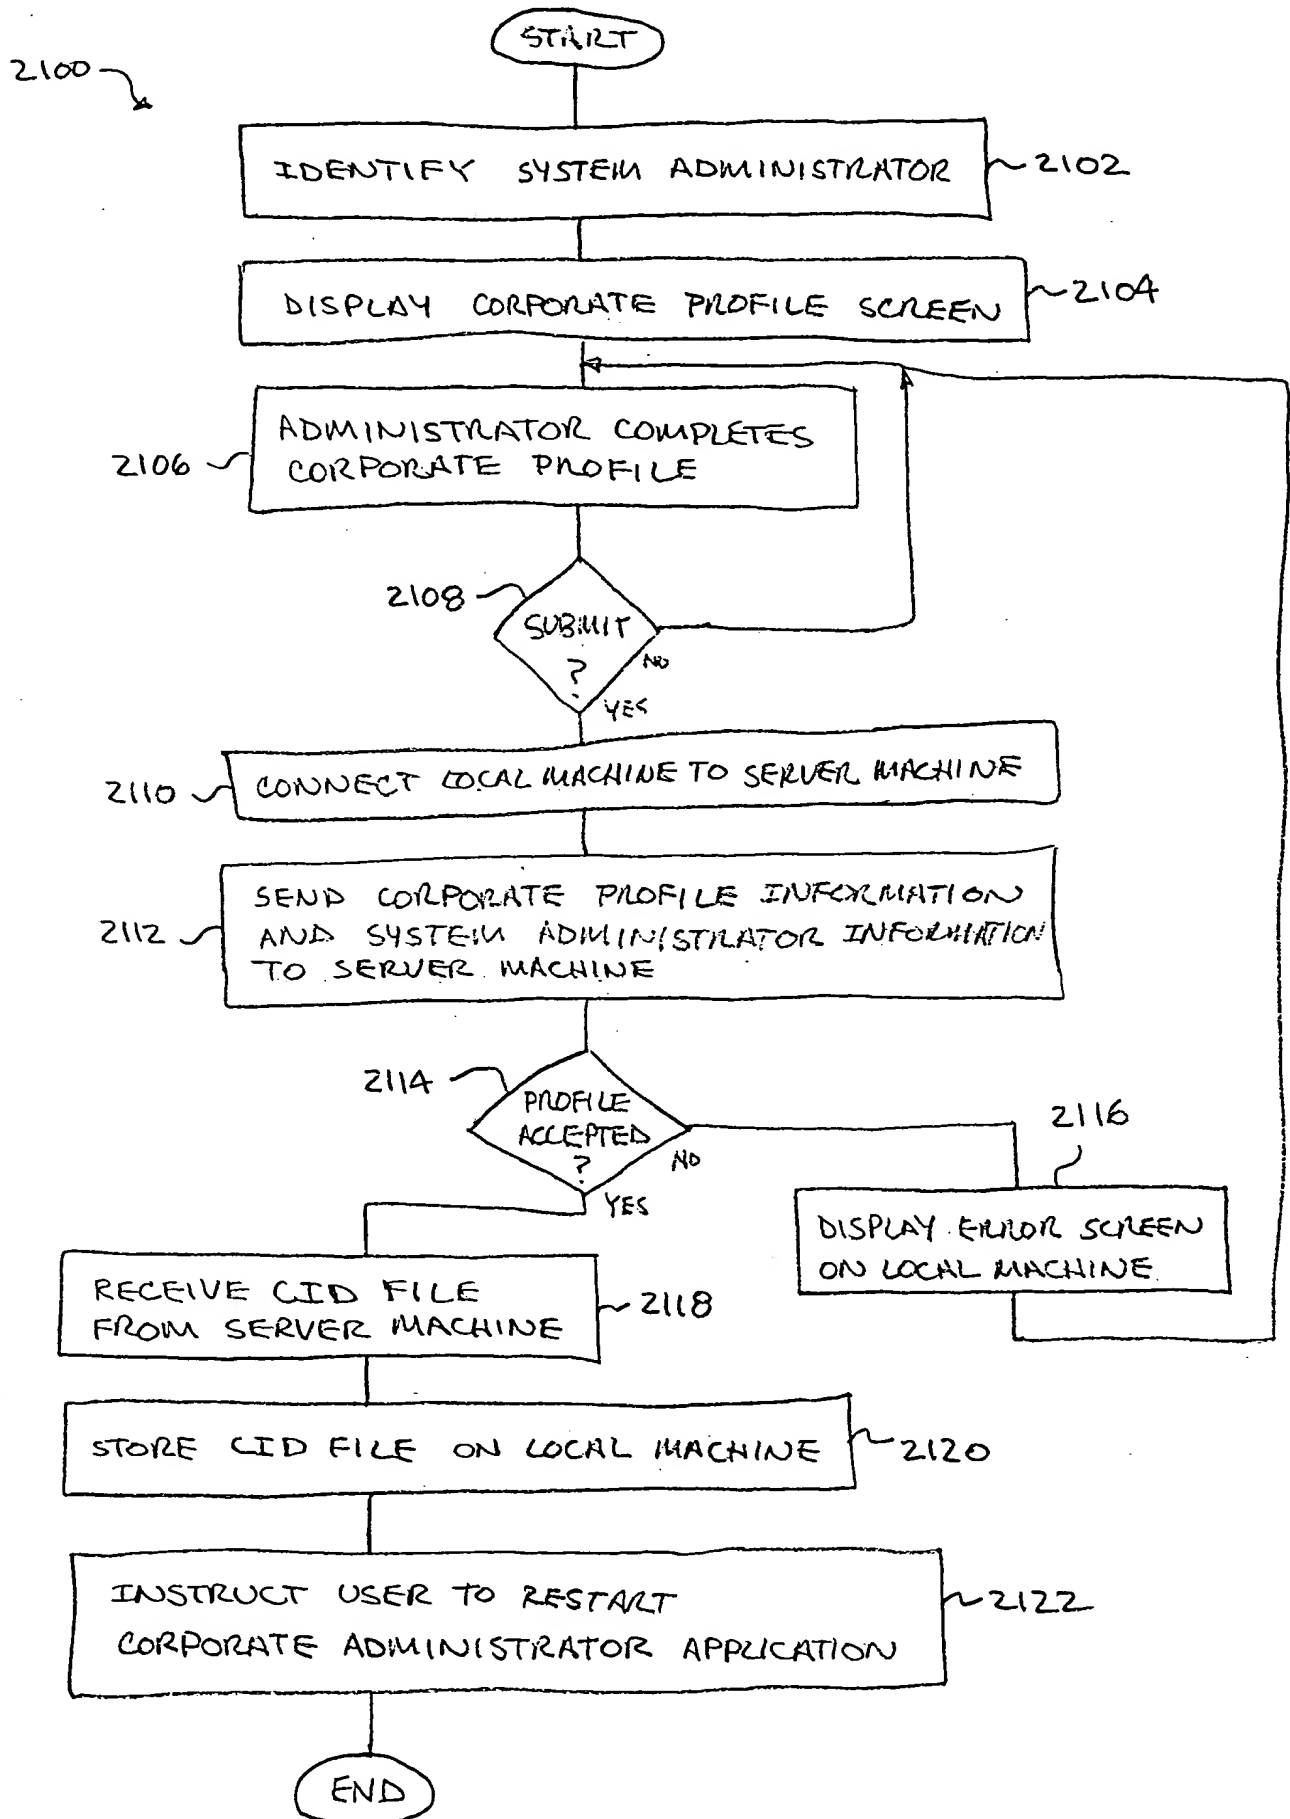 START
2100
IDENTIFY SYSTEM ADMINISTRATOR
2102
DISPLAY CORPORATE PROFILE SCREEN
2104
ADMINISTRATOR COMPLETES
CORPORATE PROFILE
2106
2108
SUBMIT
?
NO
YES
2110
CONNECT LOCAL MACHINE TO SERVER MACHINE
SEND CORPORATE PROFILE INFORMATION
2112
AND SYSTEM ADMINISTRATOR INFORMATION
TO SERVER MACHINE
2114
PROFILE
ACCEPTED
?
NO
YES
2116
DISPLAY ERROR SCREEN
ON LOCAL MACHINE
RECEIVE CID FILE
FROM SERVER MACHINE
2118
STORE CID FILE ON LOCAL MACHINE
2120
INSTRUCT USER TO RESTART
CORPORATE ADMINISTRATOR APPLICATION
2122
END